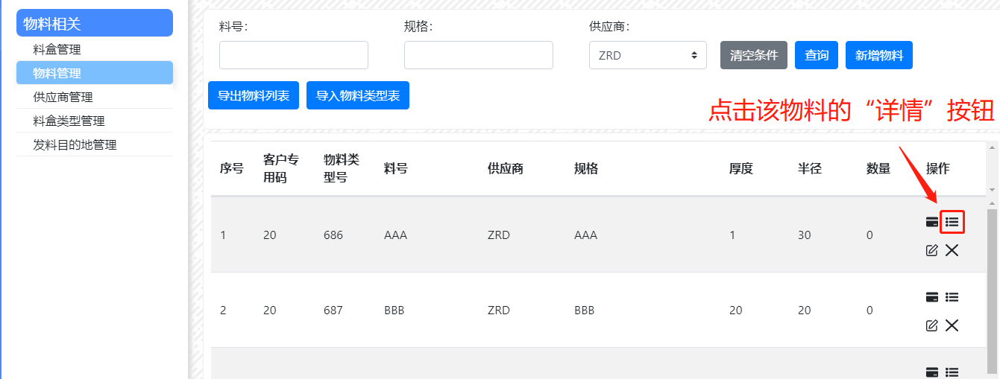 物料相关
料盒管理
物料管理
供应商管理
料盒类型管理
发料目的地管理
料号：
规格：
供应商：
ZRD
清空条件
查询
新增物料
导出物料列表
导入物料类型表
点击该物料的“详情”按钮
序号
客户专
用码
物料类
型号
料号
供应商
规格
厚度
半径
数量
操作
1
20
686
AAA
ZRD
AAA
1
30
0
2
20
687
BBB
ZRD
BBB
20
20
0